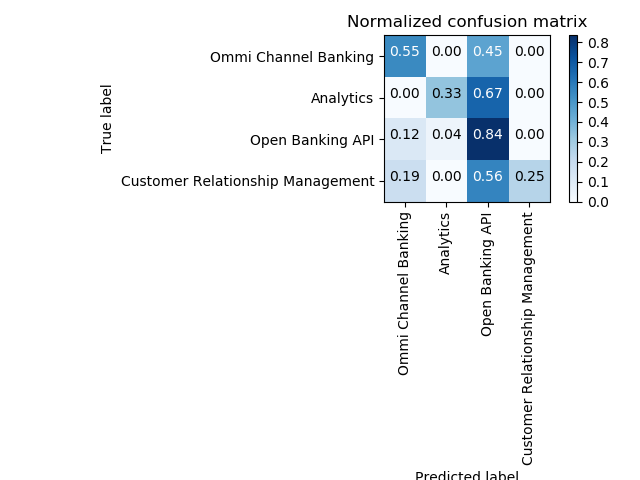 Normalized confusion matrix
True label
Ommi Channel Banking 0.55 0.00 0.45 0.00
Analytics 0.00 0.33 0.67 0.00
Open Banking API 0.12 0.04 0.84 0.00
Customer Relationship Management 0.19 0.00 0.56 0.25
0.8
0.7
0.6
0.5
0.4
0.3
0.2
0.1
0.0
Ommi Channel Banking
Analytics
Open Banking API
Customer Relationship Management
Predicted label